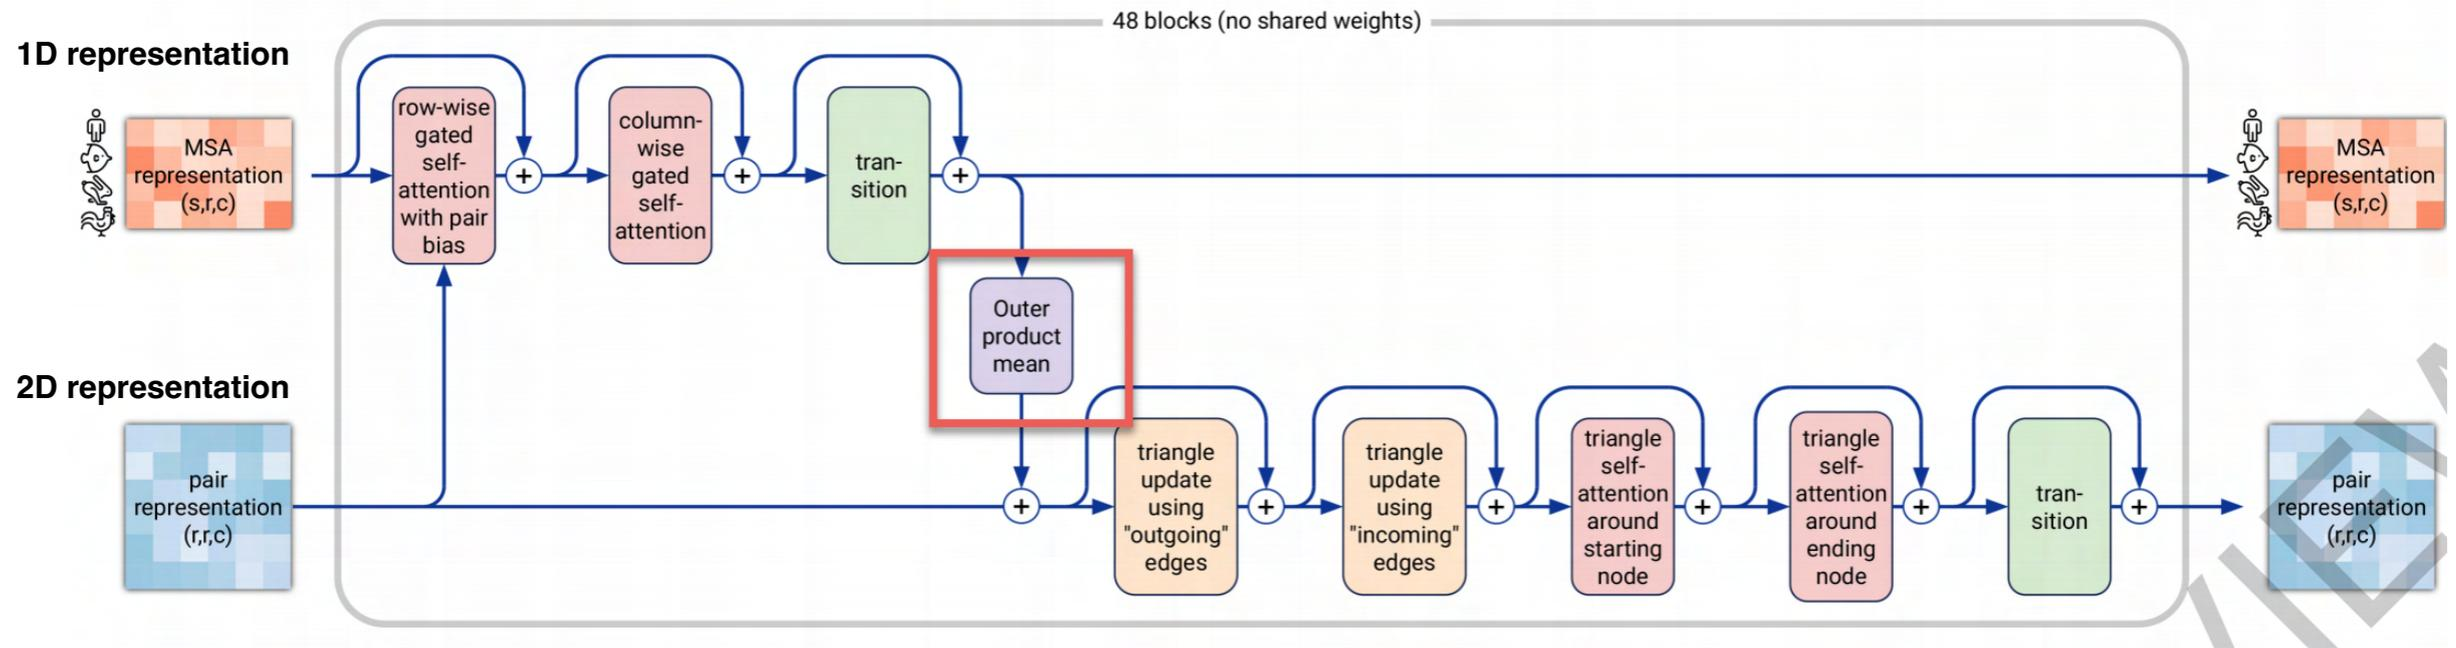 48 blocks (no shared weights)
1D representation
MSA
representation
(s,r,c)
row-wise
gated
self-
attention
with pair
bias
+
column-
wise
gated
self-
attention
+
tran-
sition
+
MSA
representation
(s,r,c)
Outer
product
mean
2D representation
pair
representation
(r,r,c)
+
triangle
update
using
"outgoing"
edges
+
triangle
update
using
"incoming"
edges
+
triangle
self-
attention
around
starting
node
+
triangle
self-
attention
around
ending
node
+
tran-
sition
+
pair
representation
(r,r,c)